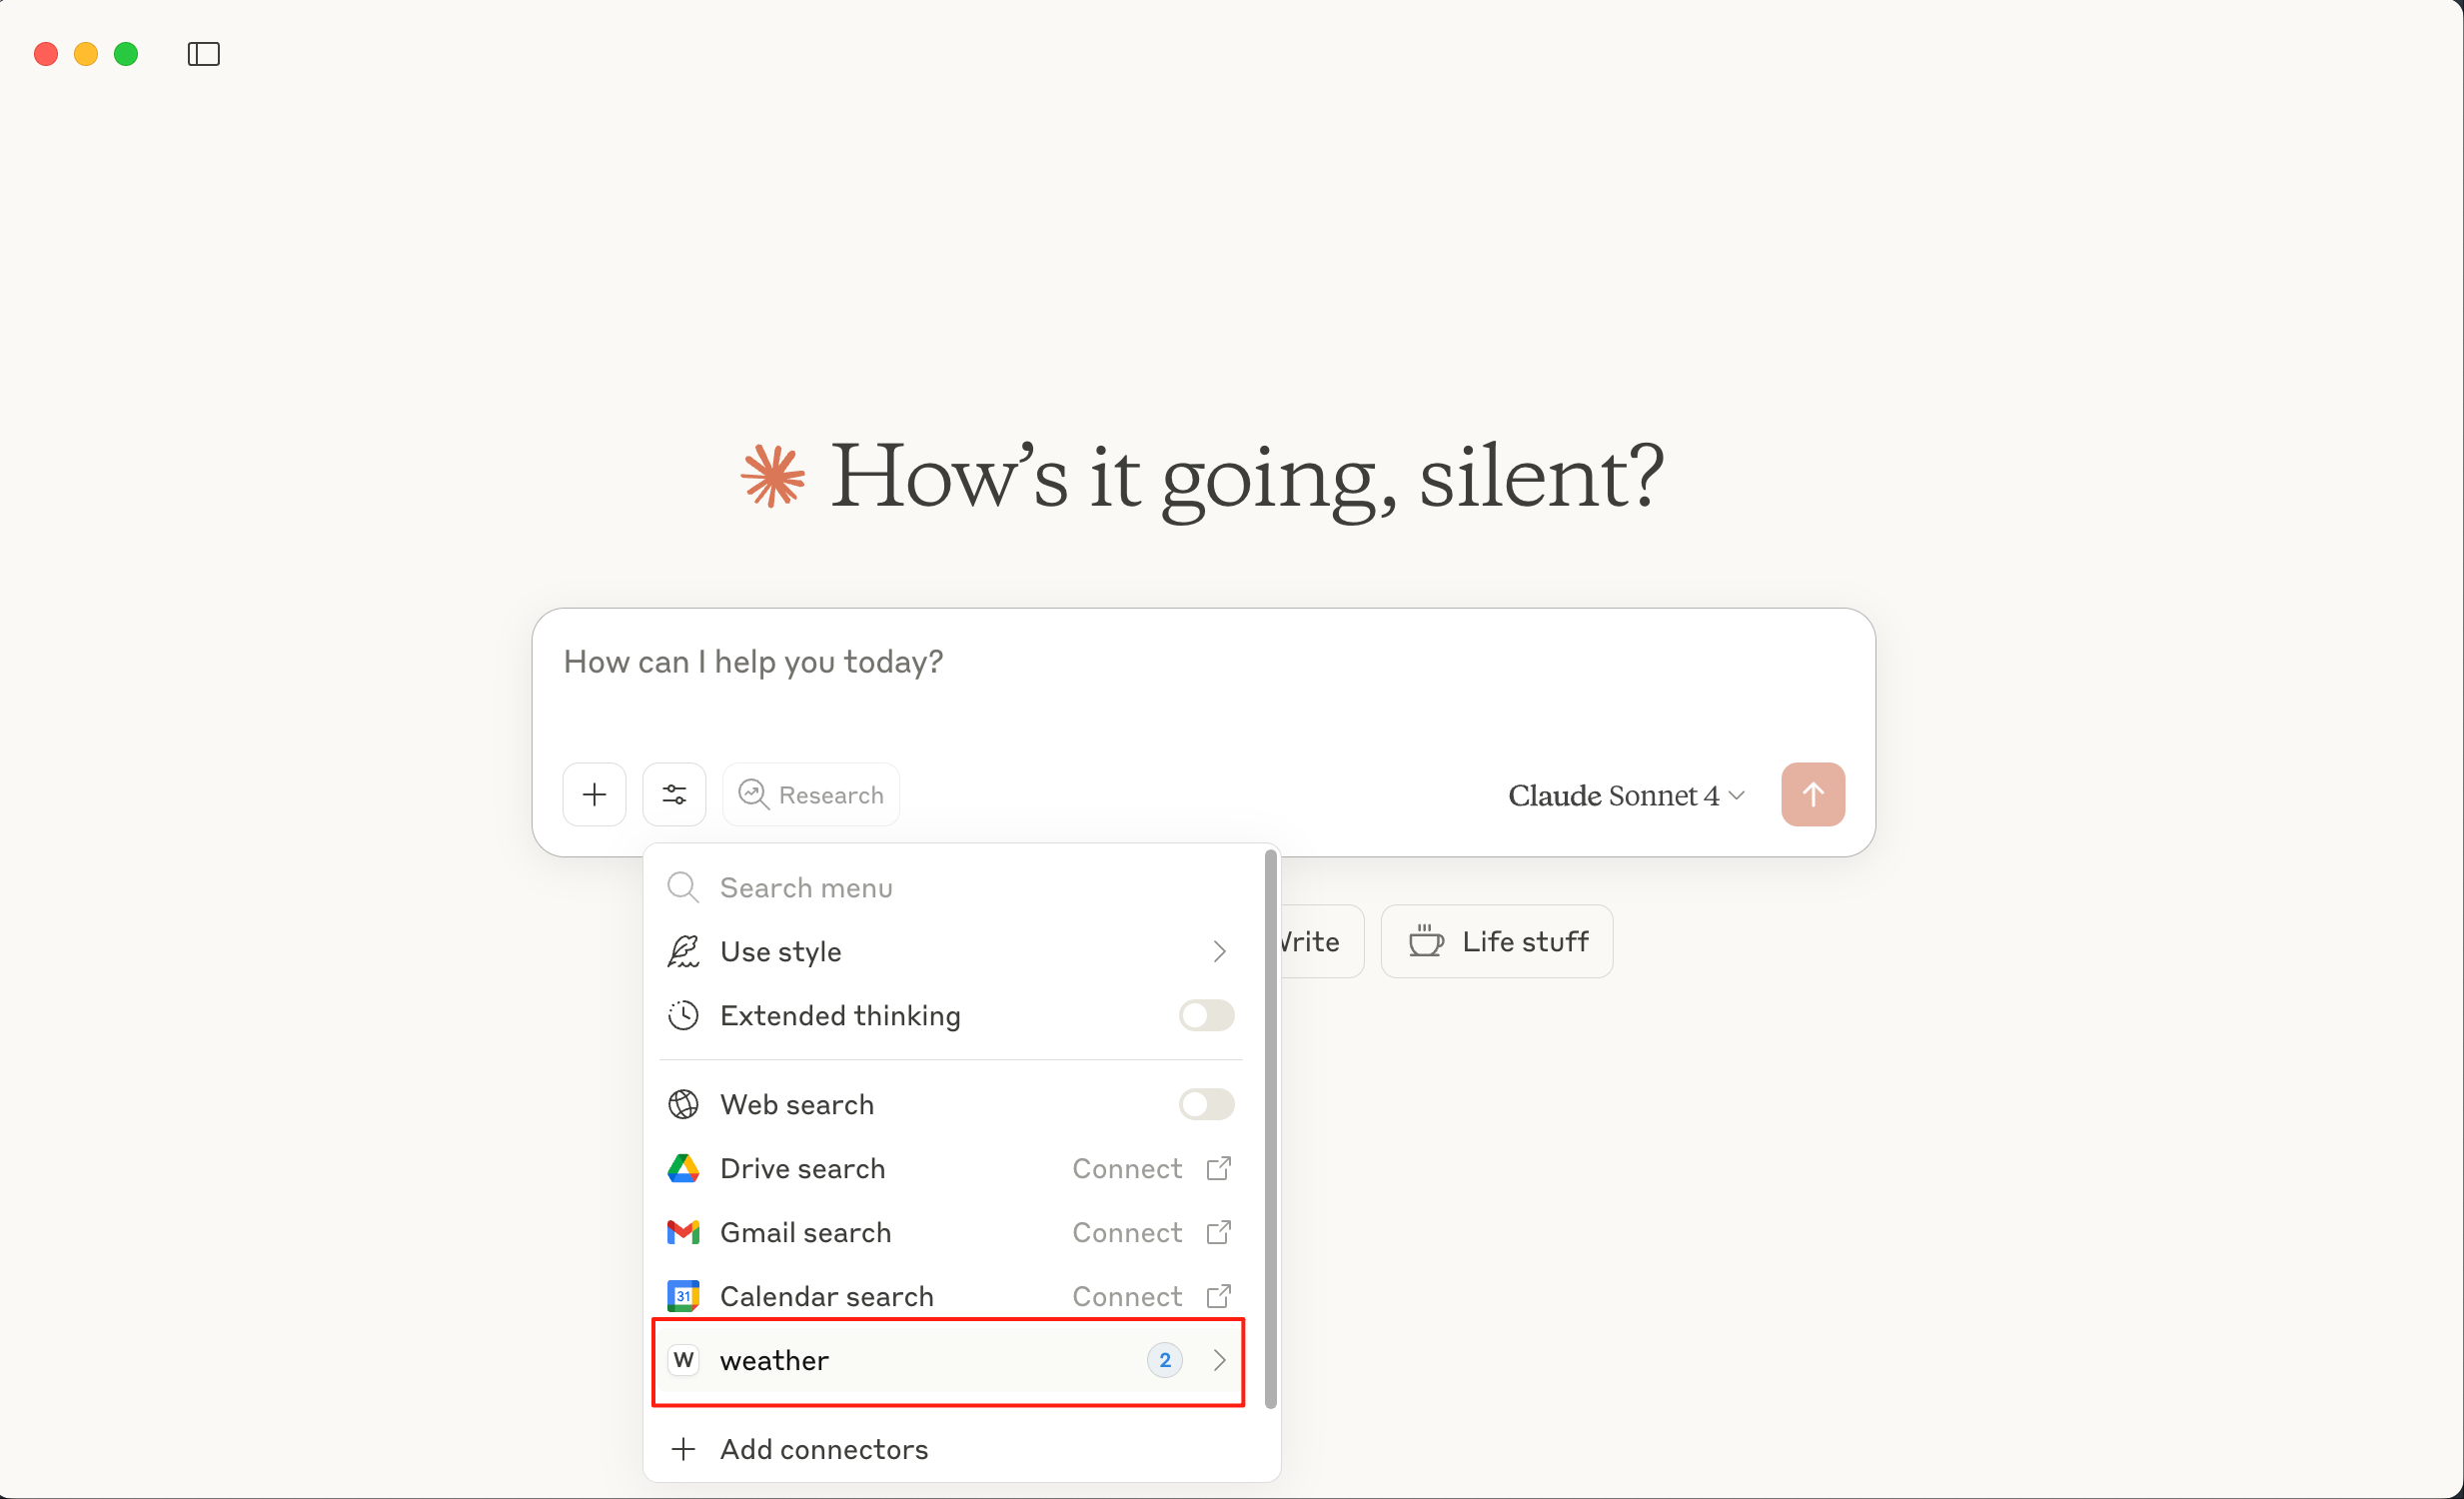 How’s it going, silent?
How can I help you today?
Research
Claude Sonnet 4
Search menu
Use style
Life stuff
Extended thinking
Web search
Drive search Connect
Gmail search Connect
31 Calendar search Connect
W weather 2
Add connectors